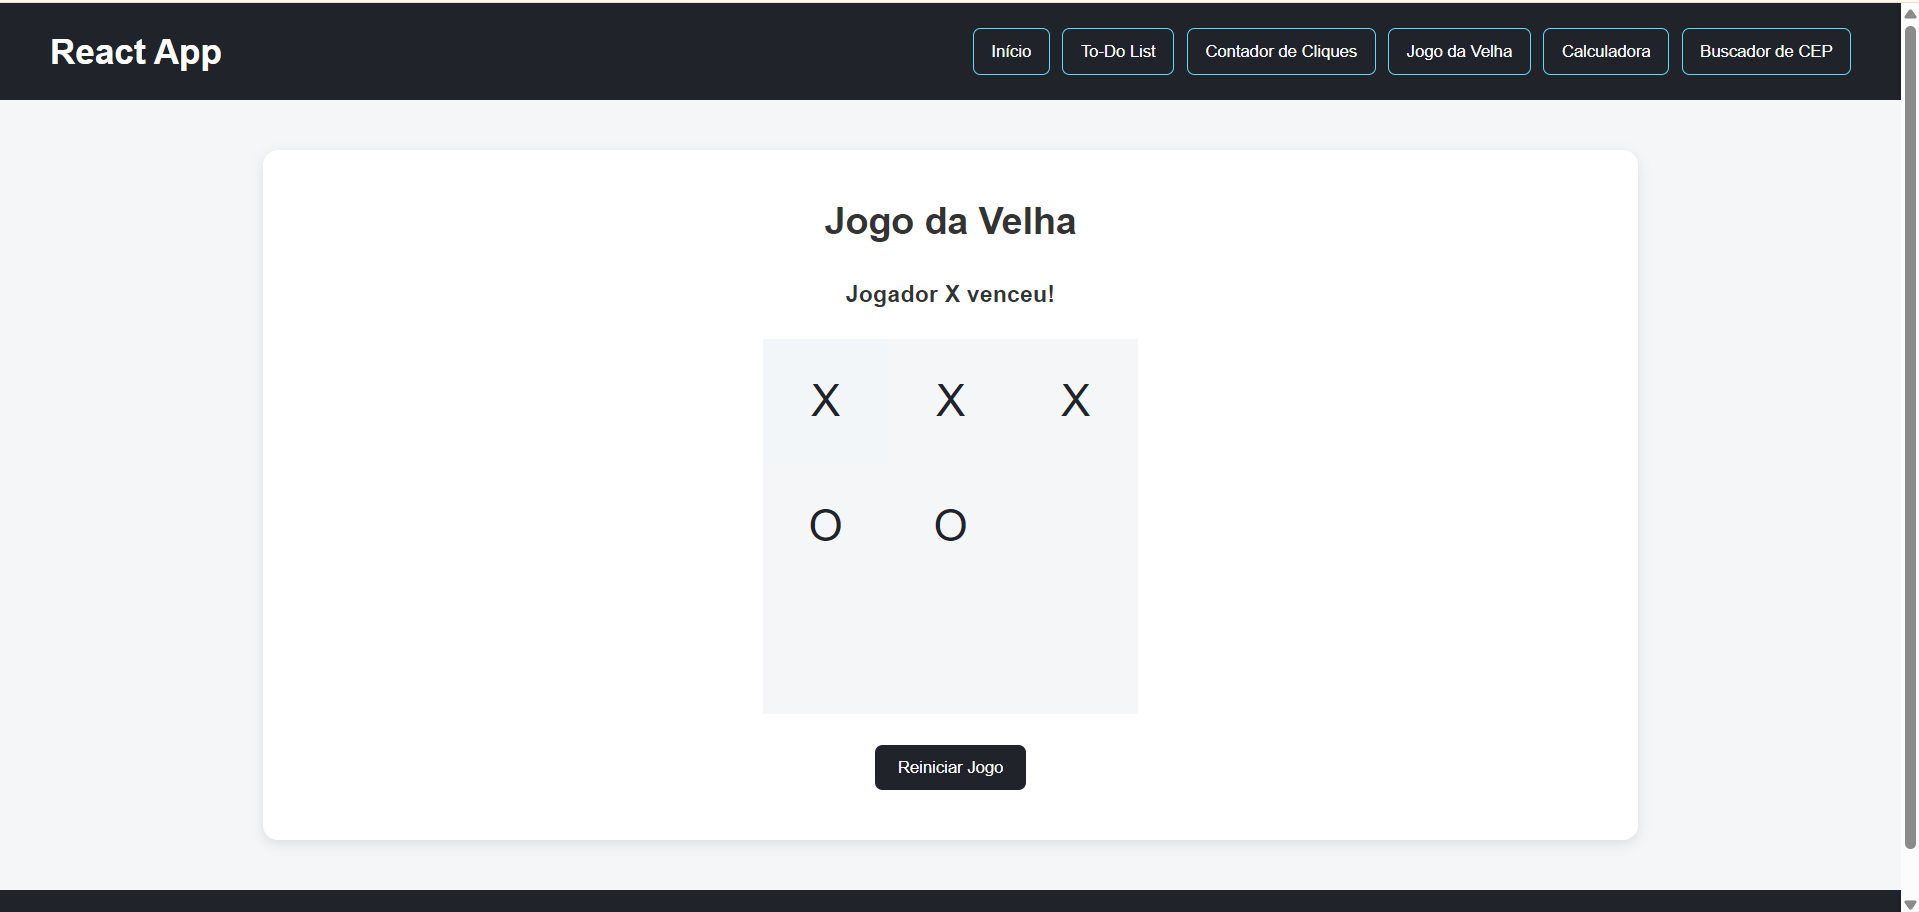 React App
Início To-Do List Contador de Cliques Jogo da Velha Calculadora Buscador de CEP
Jogo da Velha
Jogador X venceu!
X X X
O O
Reiniciar Jogo